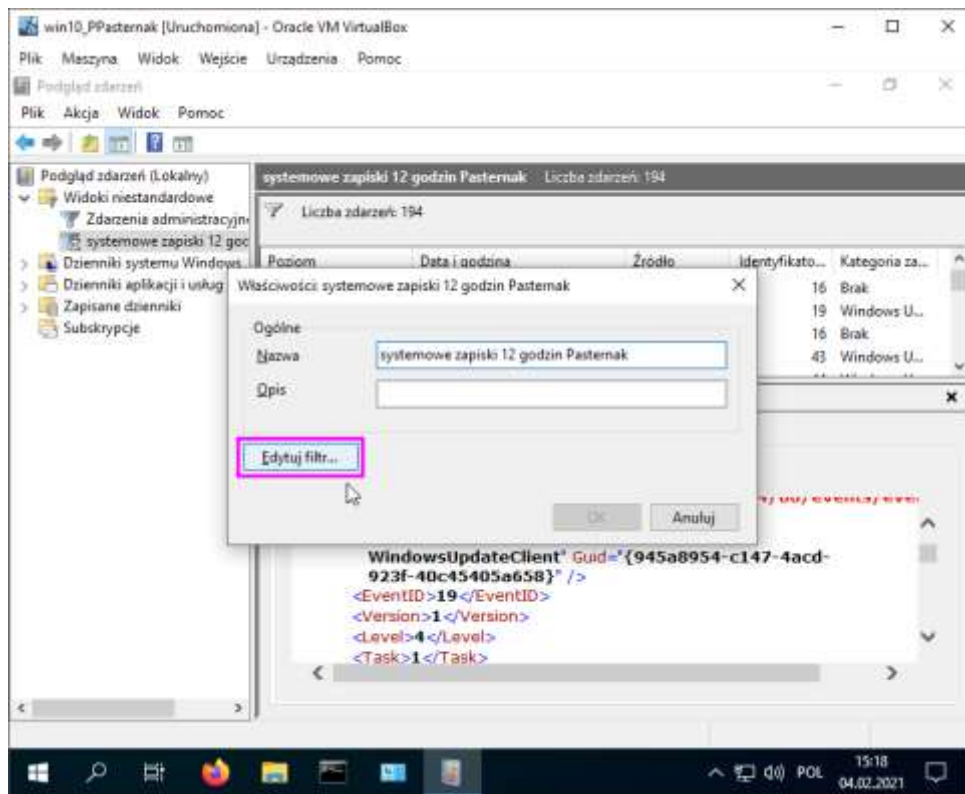 win10_PPasternak [Uruchomiona] - Oracle VM VirtualBox
Plik Maszyna Widok Wejście Urządzenia Pomoc
Podgląd zdarzeń
Plik Akcja Widok Pomoc
Podgląd zdarzeń (Lokalny)
Widoki niestandardowe
Zdarzenia administracyjn
systemowe zapiski 12 goc
Dzienniki systemu Windows
Dzienniki aplikacji i usług
Zapisane dzienniki
Subskrypcje
systemowe zapiski 12 godzin Pasternak Liczba zdarzeń: 194
Liczba zdarzeń: 194
Poziom Data i godzina Źródło Identyfikato... Kategoria za...
16 Brak
19 Windows U...
16 Brak
43 Windows U...
Właściwości: systemowe zapiski 12 godzin Pasternak
Ogólne
Nazwa systemowe zapiski 12 godzin Pasternak
Opis
Edytuj filtr...
OK Anuluj
WindowsUpdateClient" Guid="{945a8954-c147-4acd-
923f-40c45405a658}" />
<EventID>19</EventID>
<Version>1</Version>
<Level>4</Level>
<Task>1</Task>
POL 15:18
04.02.2021